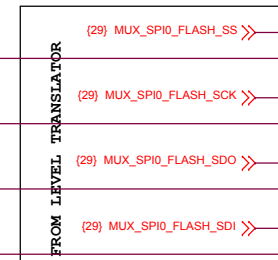 {29} MUX_SPI0_FLASH_SS
{29} MUX_SPI0_FLASH_SCK
{29} MUX_SPI0_FLASH_SDO
{29} MUX_SPI0_FLASH_SDI
FROM LEVEL TRANSLATOR